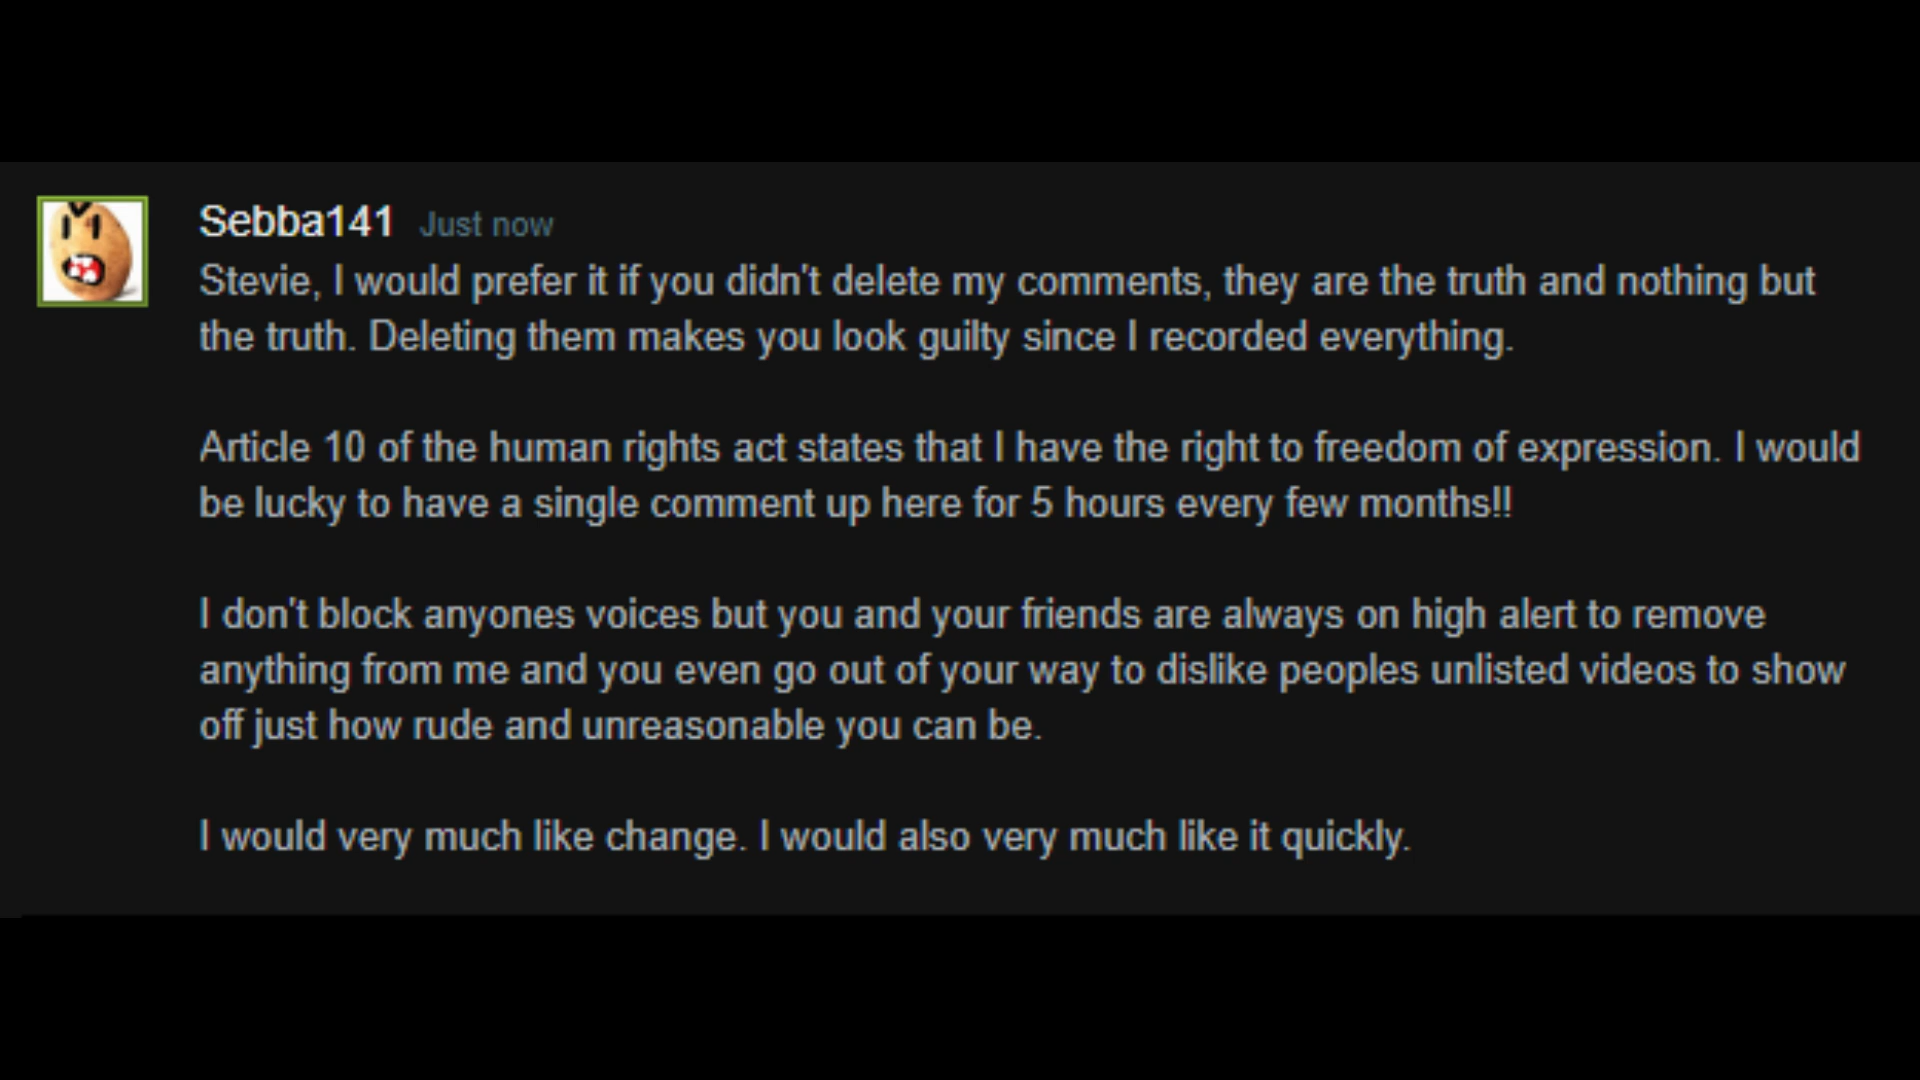 Sebba141 Just now
Stevie, I would prefer it if you didn't delete my comments, they are the truth and nothing but
the truth. Deleting them makes you look guilty since I recorded everything.
Article 10 of the human rights act states that I have the right to freedom of expression. I would
be lucky to have a single comment up here for 5 hours every few months!!
I don't block anyones voices but you and your friends are always on high alert to remove
anything from me and you even go out of your way to dislike peoples unlisted videos to show
off just how rude and unreasonable you can be.
I would very much like change. I would also very much like it quickly.